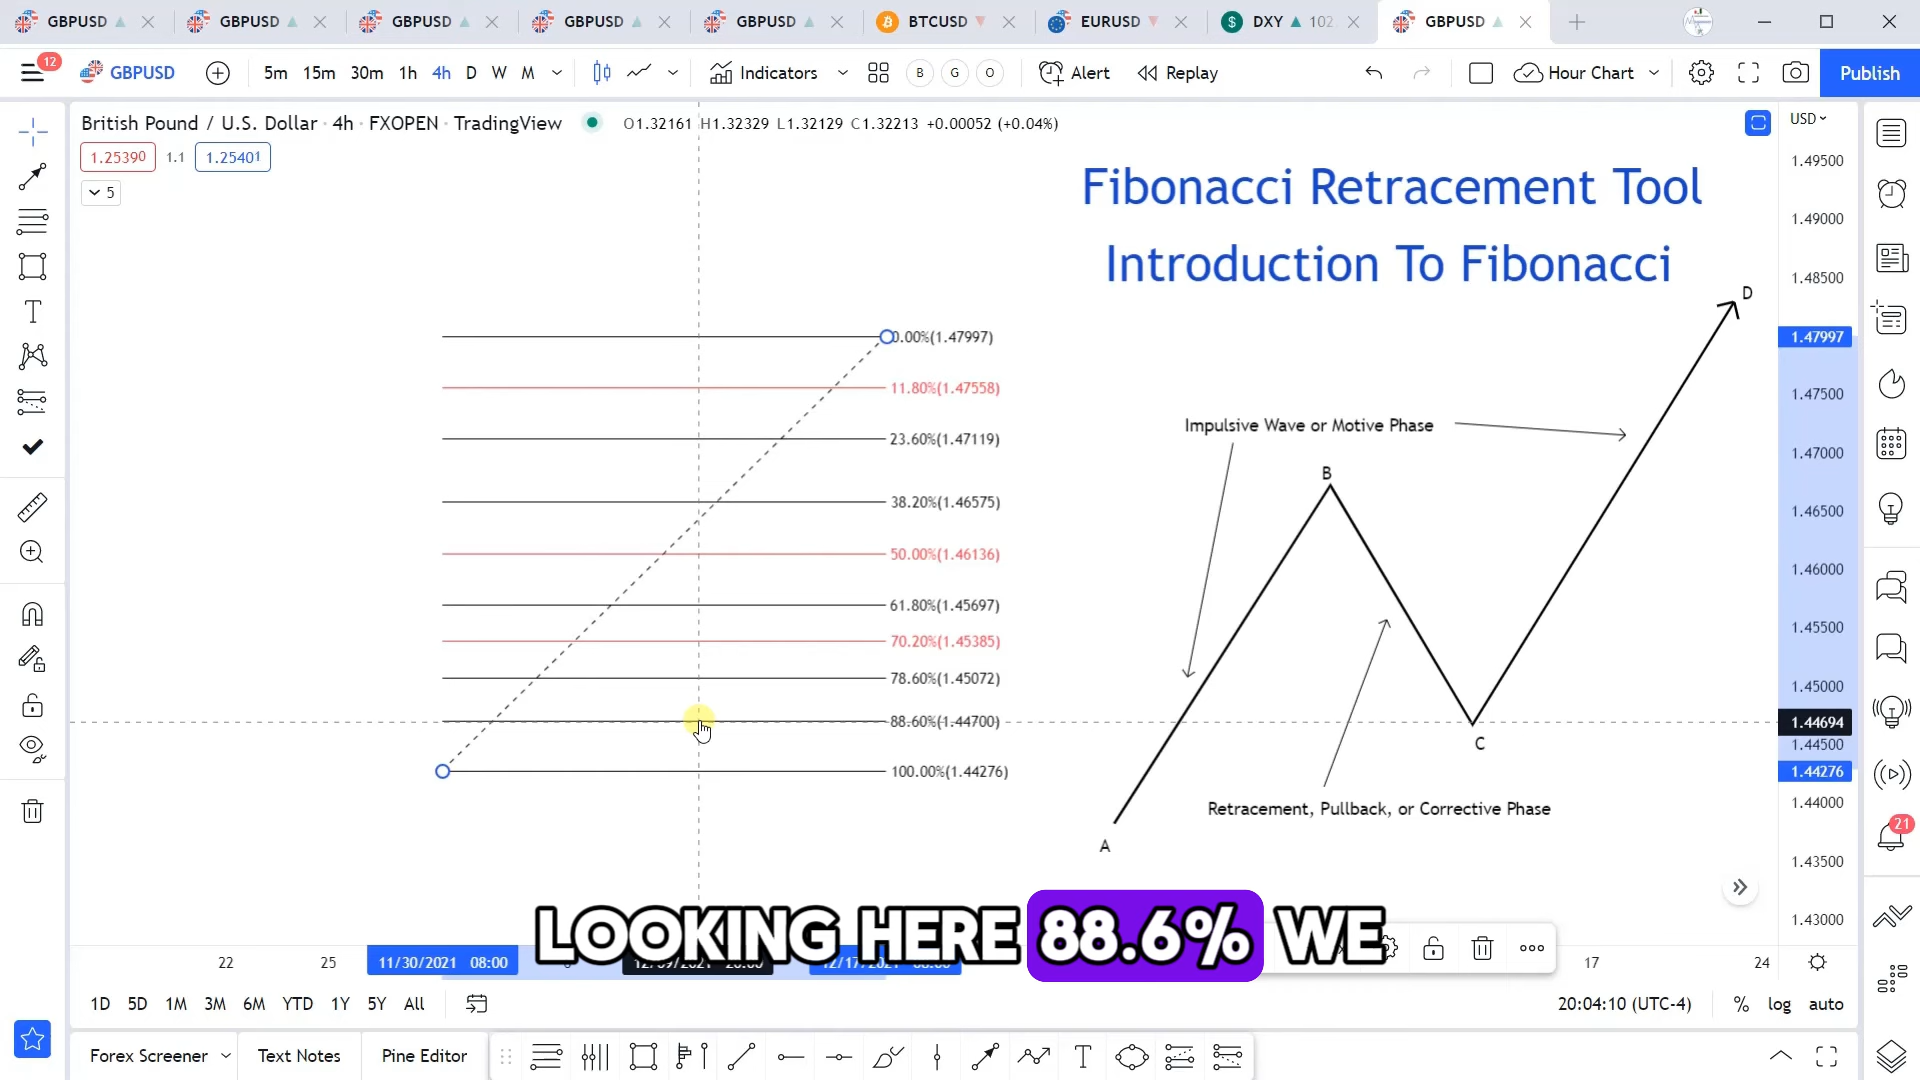 GBPUSD GBPUSD GBPUSD GBPUSD GBPUSD BTCUSD EURUSD DXY 102 GBPUSD
12 GBPUSD 5m 15m 30m 1h 4h D W M Indicators B G O Alert Replay Hour Chart Publish
British Pound / U.S. Dollar · 4h · FXOPEN · TradingView O1.32161 H1.32329 L1.32129 C1.32213 +0.00052 (+0.04%)
USD
1.25390 1.1 1.25401
5
Fibonacci Retracement Tool
Introduction To Fibonacci
1.49500
1.49000
1.48500
D
0.00%(1.47997) 1.47997
11.80%(1.47558) 1.47500
Impulsive Wave or Motive Phase
23.60%(1.47119) 1.47000
B
38.20%(1.46575) 1.46500
50.00%(1.46136) 1.46000
61.80%(1.45697) 1.45500
70.20%(1.45385)
78.60%(1.45072) 1.45000
88.60%(1.44700) 1.44694
C 1.44500
100.00%(1.44276) 1.44276
1.44000
Retracement, Pullback, or Corrective Phase
21
A
1.43500
1.43000
LOOKING HERE 88.6% WE
22 25 11/30/2021 08:00 17 24
1D 5D 1M 3M 6M YTD 1Y 5Y All 20:04:10 (UTC-4) % log auto
Forex Screener Text Notes Pine Editor